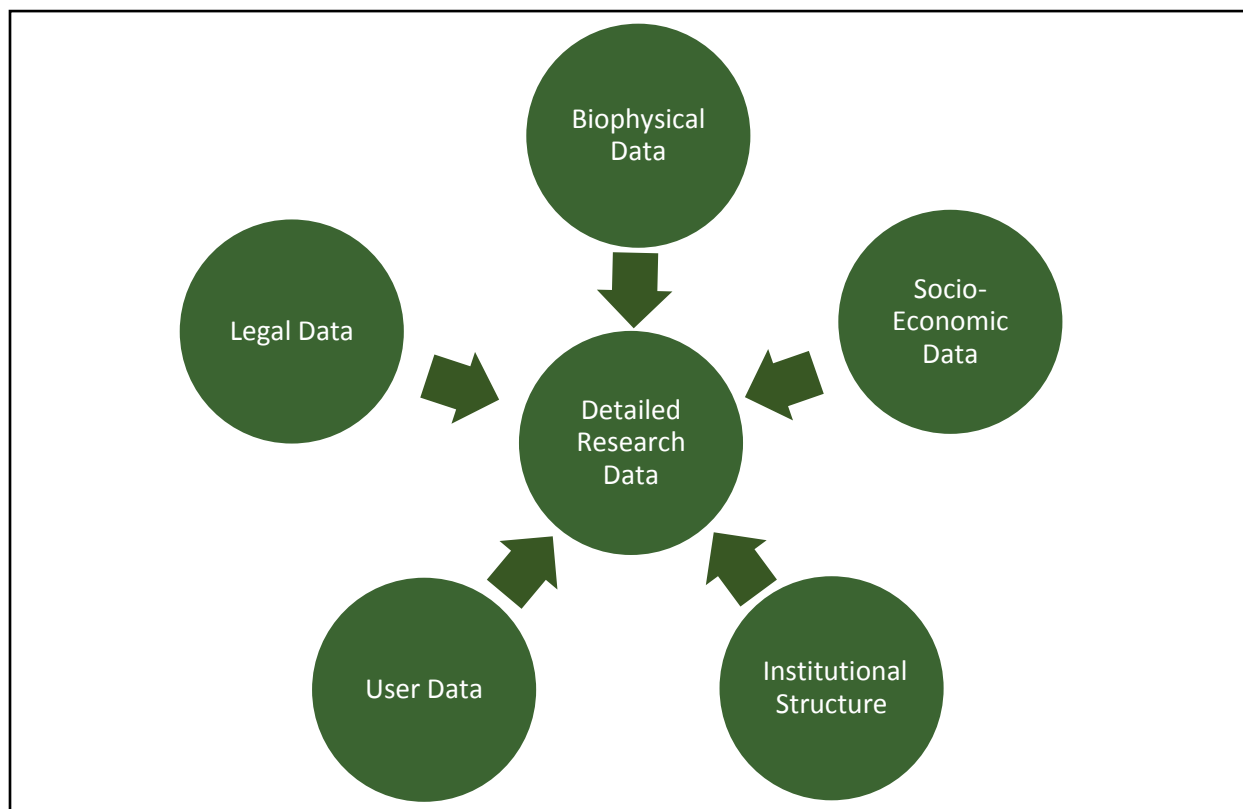 Biophysical
Data
Legal Data
Socio-
Economic
Data
Detailed
Research
Data
User Data
Institutional
Structure